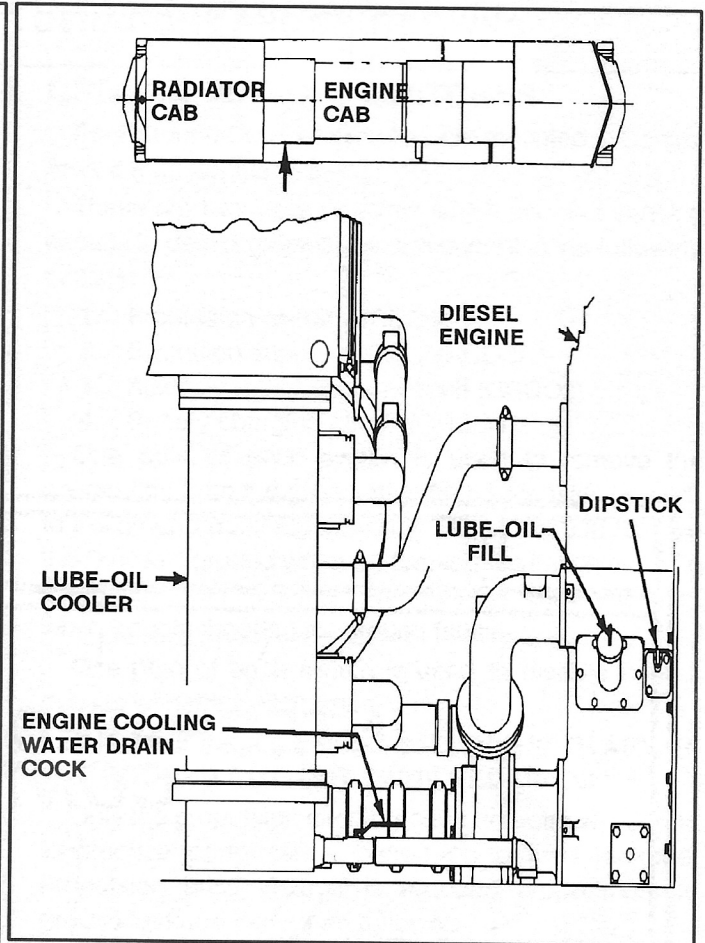 RADIATOR
CAB
ENGINE
CAB
DIESEL
ENGINE
DIPSTICK
LUBE-OIL
FILL
LUBE-OIL
COOLER
ENGINE COOLING
WATER DRAIN
COCK